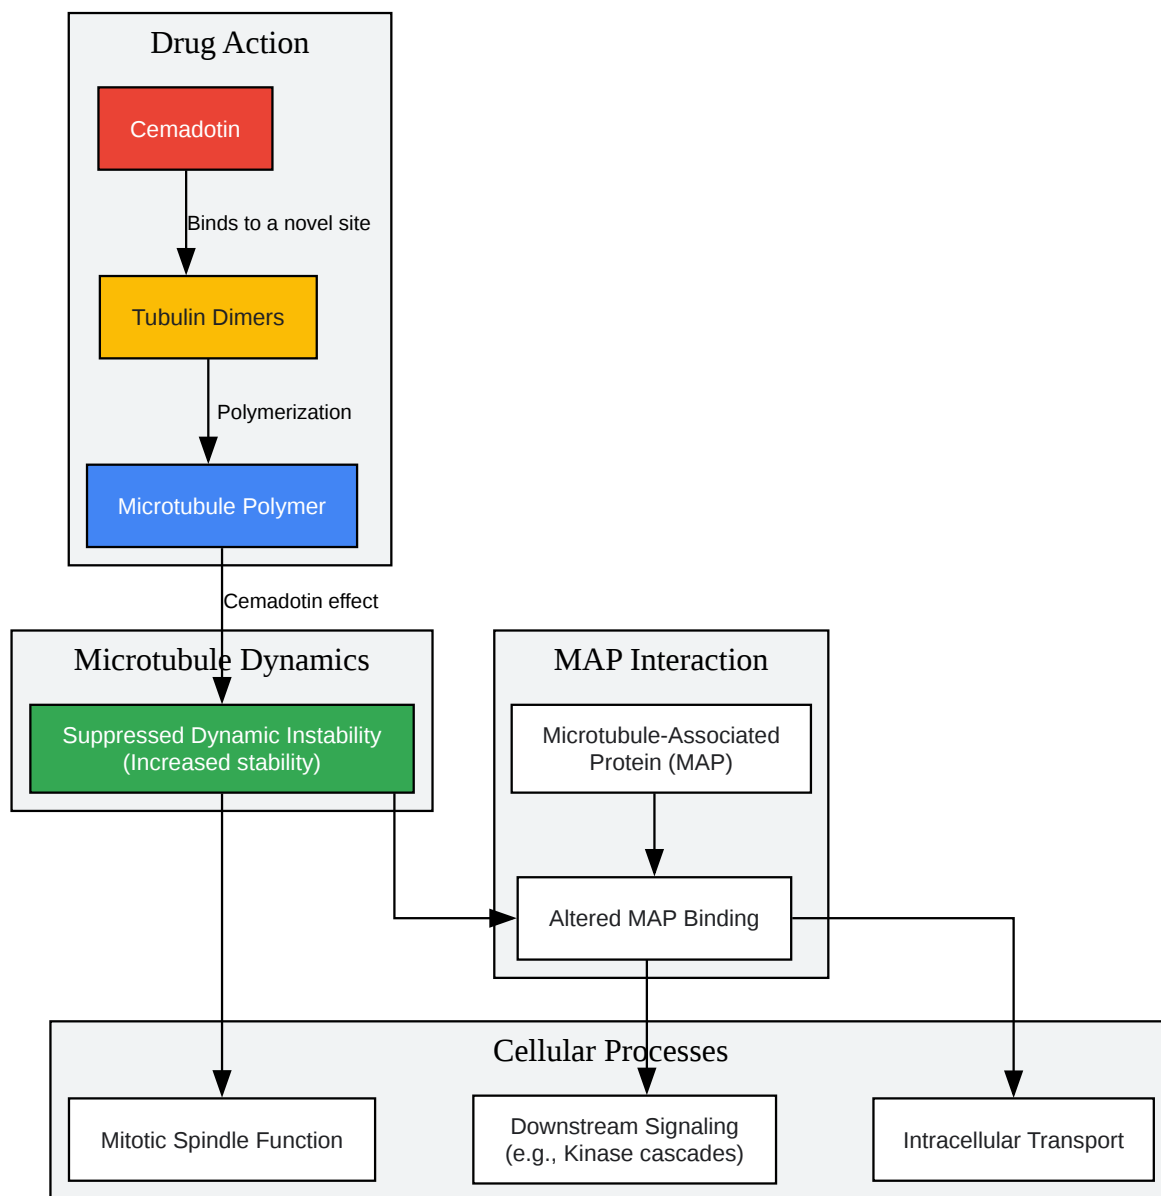 Drug Action
Cemadotin
Binds to a novel site
Tubulin Dimers
Polymerization
Microtubule Polymer
Cemadotin effect
Microtubule Dynamics
Suppressed Dynamic Instability
(Increased stability)
MAP Interaction
Microtubule-Associated
Protein (MAP)
Altered MAP Binding
Cellular Processes
Mitotic Spindle Function
Downstream Signaling
(e.g., Kinase cascades)
Intracellular Transport